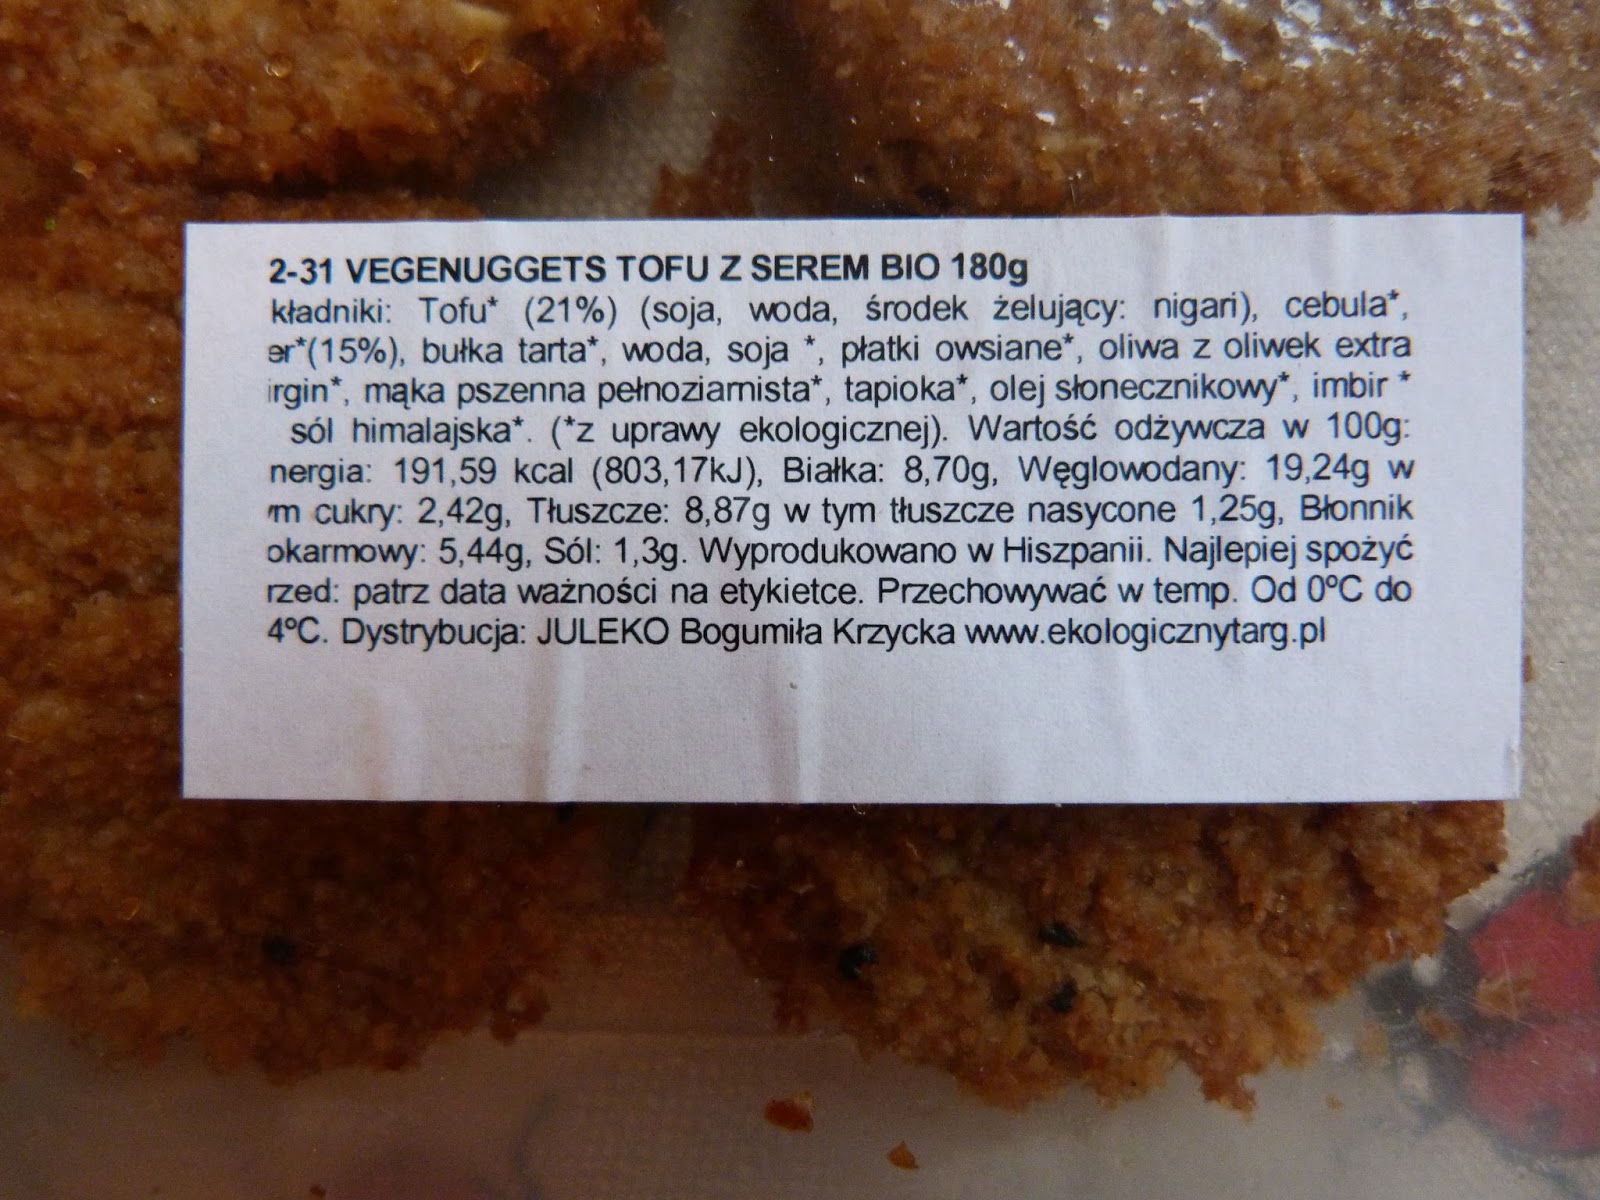 2-31 VEGENUGGETS TOFU Z SEREM BIO 180g
kładniki: Tofu* (21%) (soja, woda, środek żelujący: nigari), cebula*,
er*(15%), bułka tarta*, woda, soja *, płatki owsiane*, oliwa z oliwek extra
irgin*, mąka pszenna pełnoziarnista*, tapioka*, olej słonecznikowy*, imbir *
sól himalajska*. (*z uprawy ekologicznej). Wartość odżywcza w 100g:
nergia: 191,59 kcal (803,17kJ), Białka: 8,70g, Węglowodany: 19,24g w
m cukry: 2,42g, Tłuszcze: 8,87g w tym tłuszcze nasycone 1,25g, Błonnik
okarmowy: 5,44g, Sól: 1,3g. Wyprodukowano w Hiszpanii. Najlepiej spożyć
rzed: patrz data ważności na etykietce. Przechowywać w temp. Od 0ºC do
4ºC. Dystrybucja: JULEKO Bogumiła Krzycka www.ekologicznytarg.pl